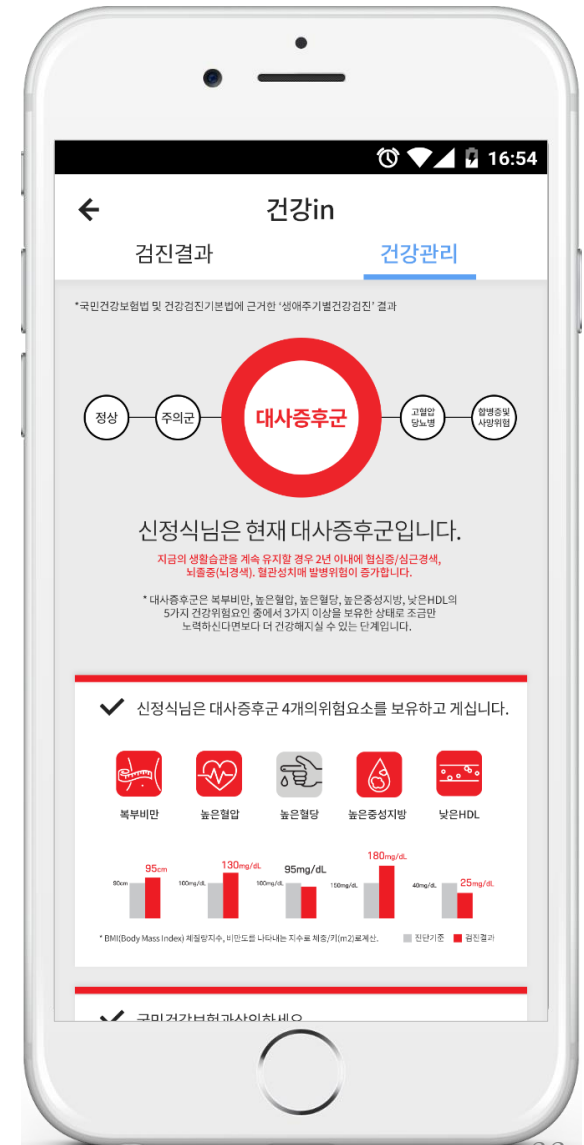 16:54
건강in
검진결과 건강관리
*국민건강보험법 및 건강검진기본법에 근거한 '생애주기별건강검진' 결과
정상 주의군 대사증후군 고혈압 당뇨병 합병증및 사망위험
신정식님은 현재 대사증후군입니다.
지금의 생활습관을 계속 유지할 경우 2년 이내에 협심증/심근경색,
뇌졸중(뇌경색). 혈관성치매 발병위험이 증가합니다.
* 대사증후군은 복부비만, 높은혈압, 높은혈당, 높은중성지방, 낮은HDL의
5가지 건강위험요인 중에서 3가지 이상을 보유한 상태로 조금만
노력하신다면보다 더 건강해지실 수 있는 단계입니다.
신정식님은 대사증후군 4개의위험요소를 보유하고 게십니다.
복부비만 높은혈압 높은혈당 높은중성지방 낮은HDL
90cm 95cm 100mg/dL 130mg/dL 100mg/dL 95mg/dL 150mg/dL 180mg/dL 40mg/dL 25mg/dL
* BMI(Body Mass Index) 체질량지수, 비만도를 나타내는 지수로 체중/키(m2)로계산. 진단기준 검진결과
국민건강보험과상의하세요